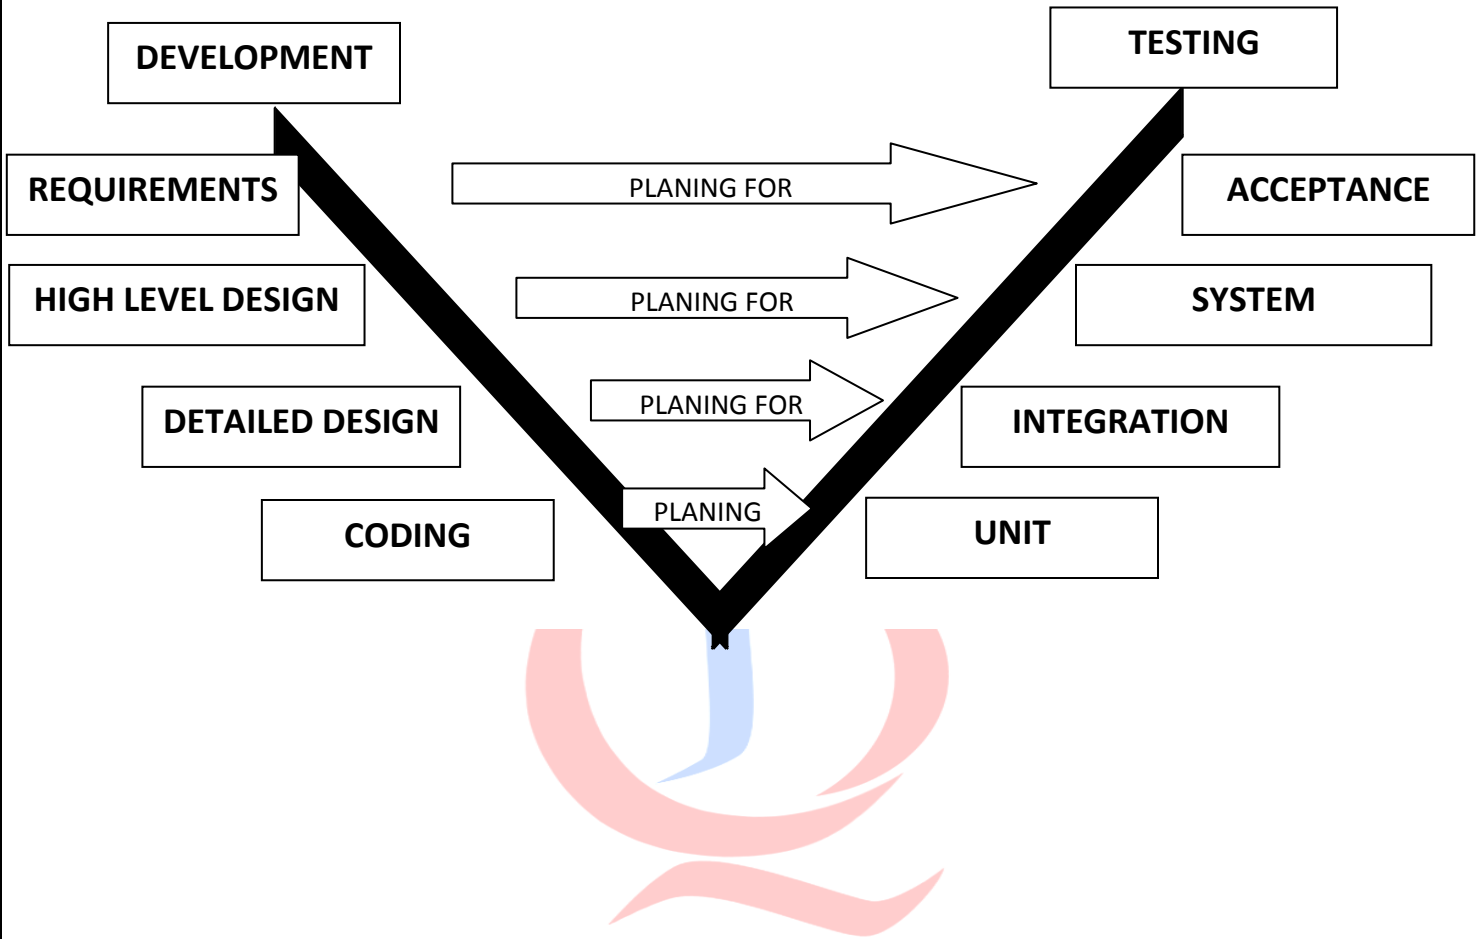 DEVELOPMENT
TESTING
REQUIREMENTS
PLANING FOR
ACCEPTANCE
HIGH LEVEL DESIGN
PLANING FOR
SYSTEM
DETAILED DESIGN
PLANING FOR
INTEGRATION
CODING
PLANING
UNIT